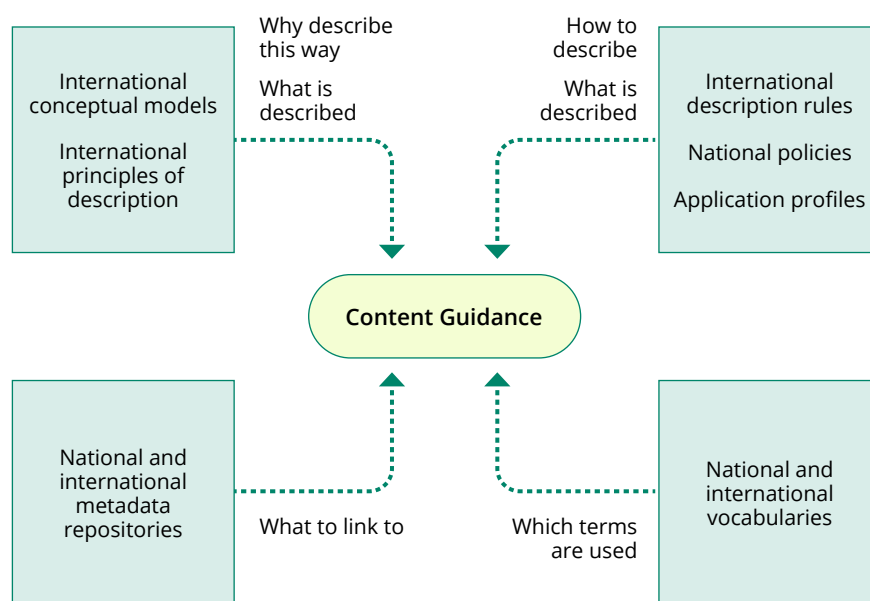 International
conceptual models
International
principles of
description
Why describe
this way
What is
described
How to
describe
What is
described
International
description rules
National policies
Application profiles
Content Guidance
National and
international
metadata
repositories
What to link to
Which terms
are used
National and
international
vocabularies